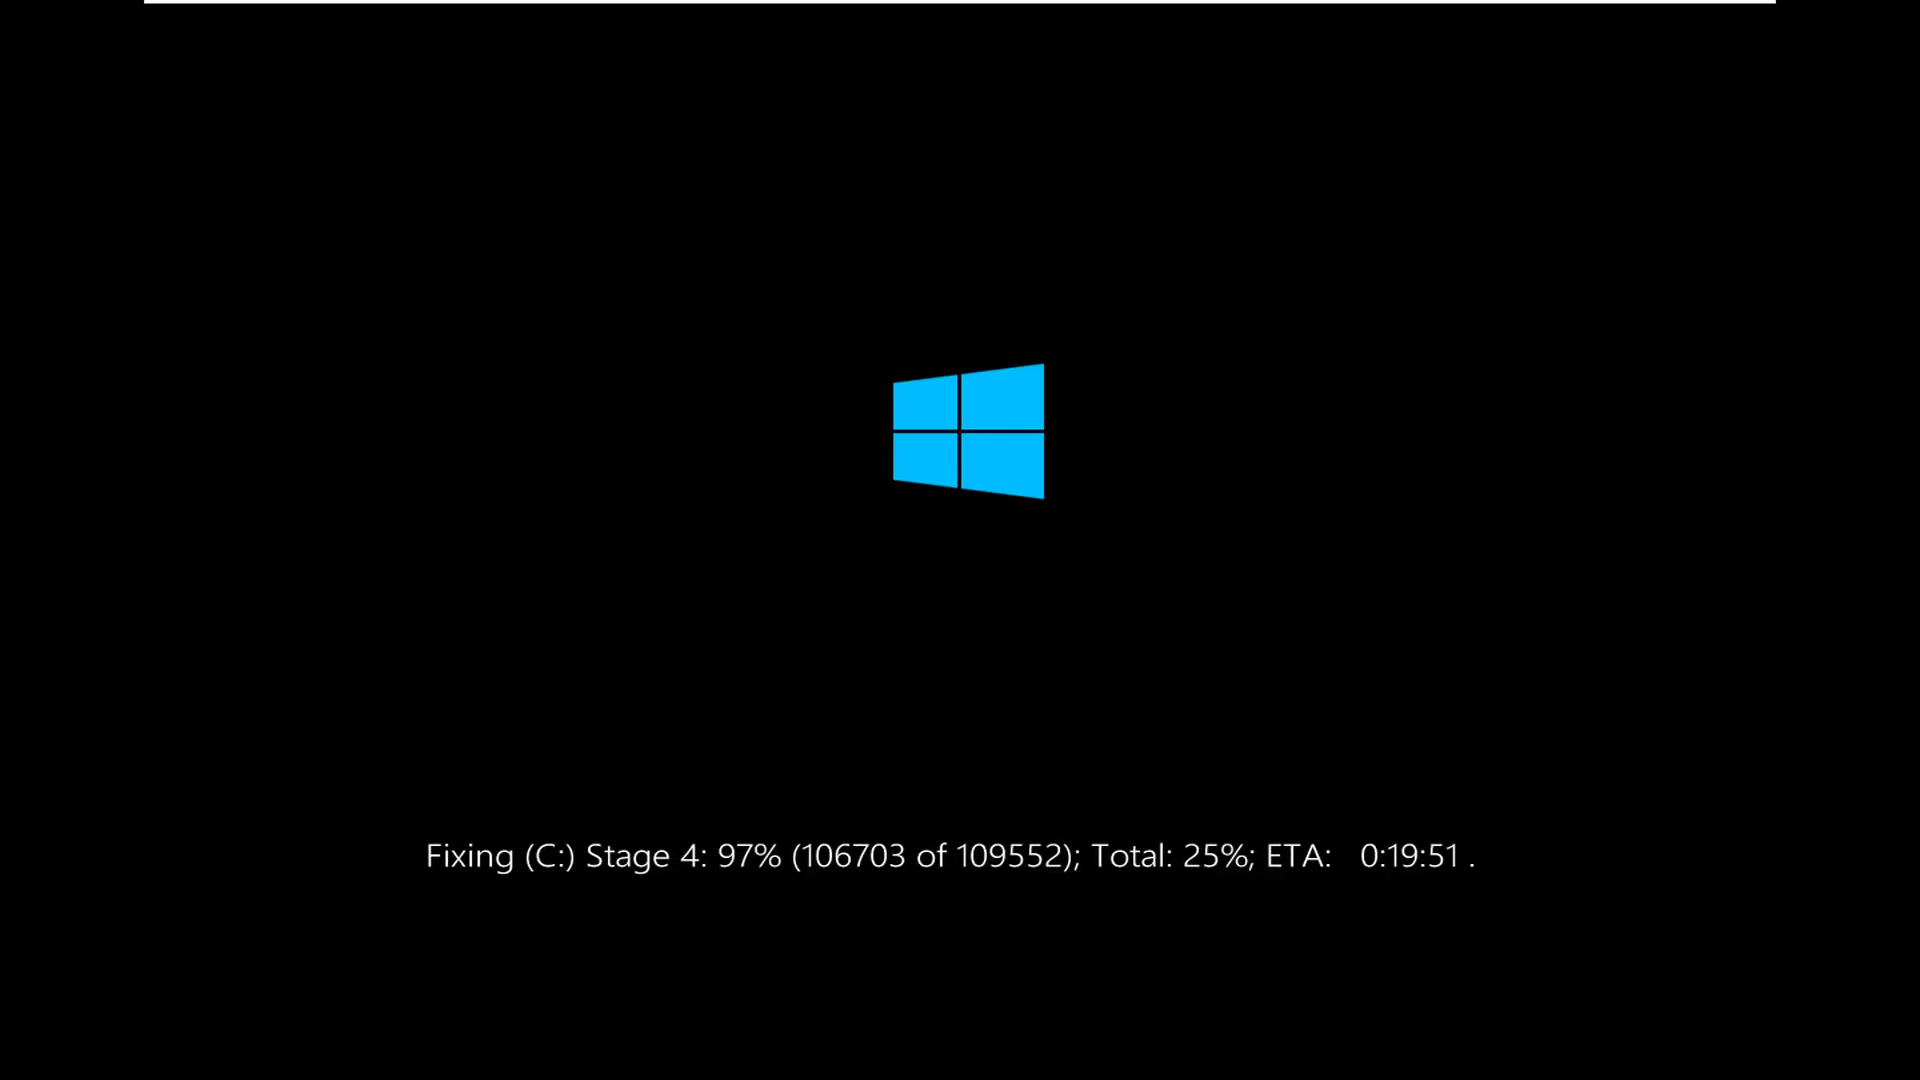 Fixing (C:) Stage 4: 97% (106703 of 109552); Total: 25%; ETA:   0:19:51 .